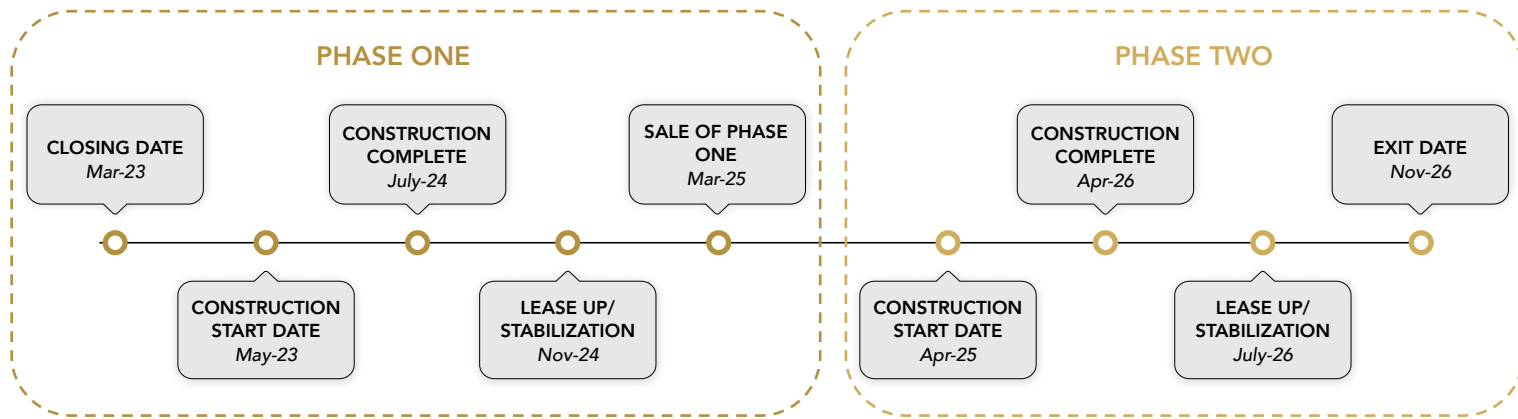 PHASE ONE
CLOSING DATE
Mar-23
CONSTRUCTION
START DATE
May-23
CONSTRUCTION
COMPLETE
July-24
LEASE UP/
STABILIZATION
Nov-24
SALE OF PHASE
ONE
Mar-25
PHASE TWO
CONSTRUCTION
START DATE
Apr-25
CONSTRUCTION
COMPLETE
Apr-26
LEASE UP/
STABILIZATION
July-26
EXIT DATE
Nov-26